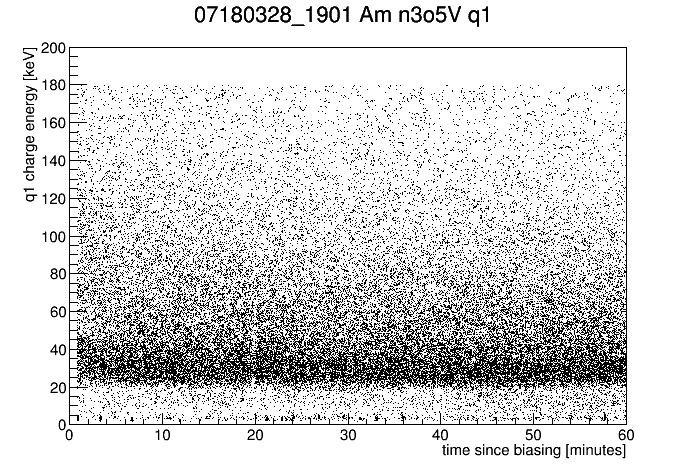 07180328_1901 Am n3o5V q1
q1 charge energy [keV]
200
180
160
140
120
100
80
60
40
20
0
0 10 20 30 40 50 60
time since biasing [minutes]